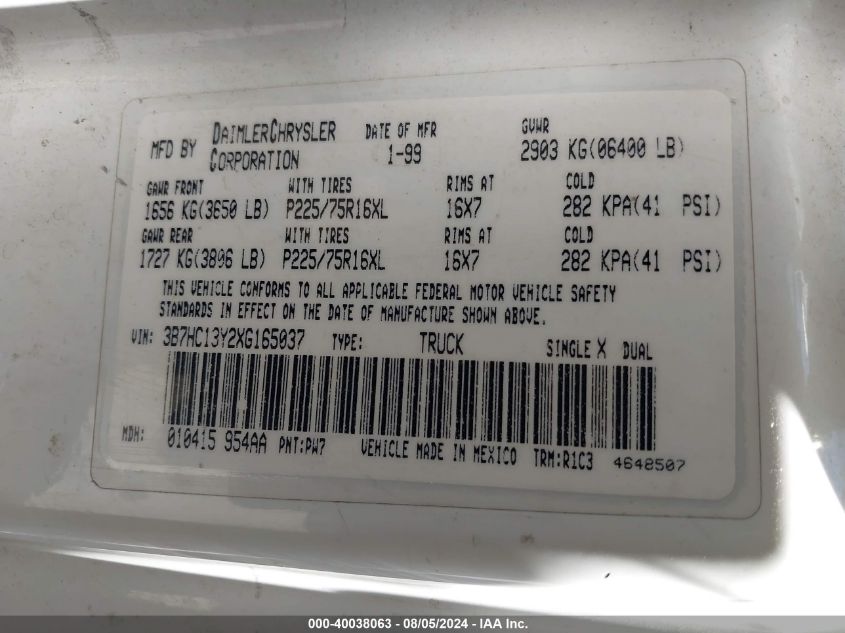 MFD BY DAIMLERCHRYSLER CORPORATION DATE OF MFR 1-99 GVWR 2903 KG(06400 LB)
GAWR FRONT WITH TIRES RIMS AT COLD
1656 KG(3650 LB) P225/75R16XL 16X7 282 KPA(41 PSI)
GAWR REAR WITH TIRES RIMS AT COLD
1727 KG(3806 LB) P225/75R16XL 16X7 282 KPA(41 PSI)
THIS VEHICLE CONFORMS TO ALL APPLICABLE FEDERAL MOTOR VEHICLE SAFETY
STANDARDS IN EFFECT ON THE DATE OF MANUFACTURE SHOWN ABOVE.
VIN: 3B7HC13Y2XG165037 TYPE: TRUCK SINGLE X DUAL
MDH: 010415 954AA PNT:PW7 VEHICLE MADE IN MEXICO TRM:R1C3 4648507
000-40038063 - 08/05/2024 - IAA Inc.